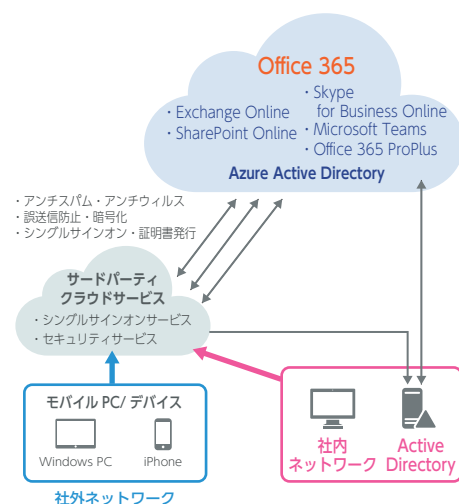 Office 365
・Exchange Online
・SharePoint Online
・Skype
for Business Online
・Microsoft Teams
・Office 365 ProPlus
Azure Active Directory
・アンチスパム・アンチウィルス
・誤送信防止・暗号化
・シングルサインオン・証明書発行
サードパーティ
クラウドサービス
・シングルサインオンサービス
・セキュリティサービス
モバイル PC/ デバイス
Windows PC
iPhone
社外ネットワーク
社内
ネットワーク
Active
Directory